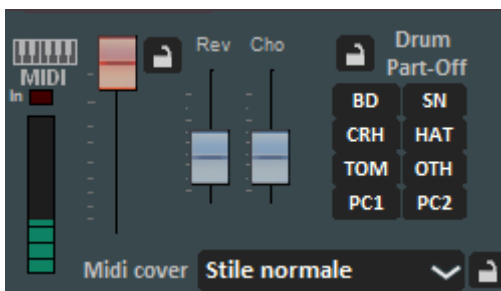 Rev Cho
Drum
Part-Off
MIDI
In
BD SN
CRH HAT
TOM OTH
PC1 PC2
Midi cover Stile normale